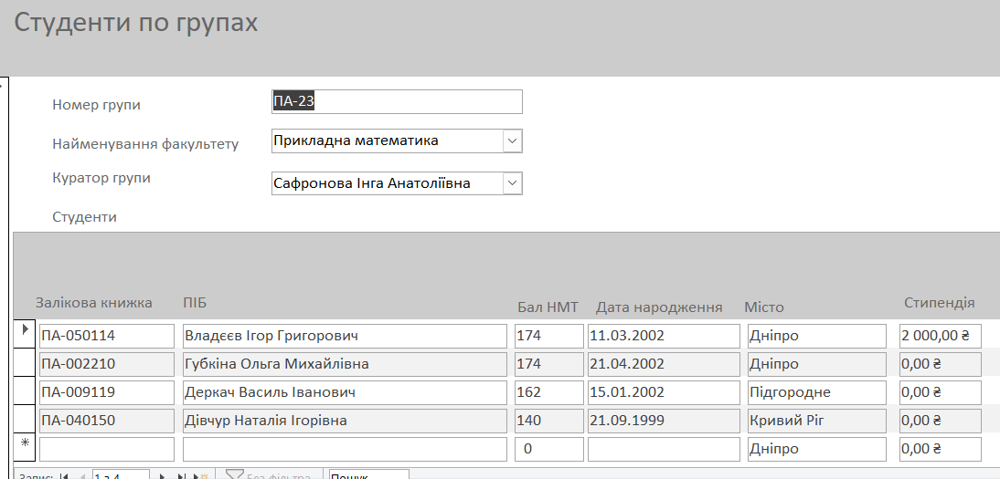 Студенти по групах
Номер групи ПА-23
Найменування факультету Прикладна математика
Куратор групи Сафронова Інга Анатоліївна
Студенти
Залікова книжка ПІБ Бал НМТ Дата народження Місто Стипендія
ПА-050114 Владєєв Ігор Григорович 174 11.03.2002 Дніпро 2 000,00 ₴
ПА-002210 Губкіна Ольга Михайлівна 174 21.04.2002 Дніпро 0,00 ₴
ПА-009119 Деркач Василь Іванович 162 15.01.2002 Підгородне 0,00 ₴
ПА-040150 Дівчур Наталія Ігорівна 140 21.09.1999 Кривий Ріг 0,00 ₴
0 Дніпро 0,00 ₴
Запис: 1 з 4 Без фільтра Пошук